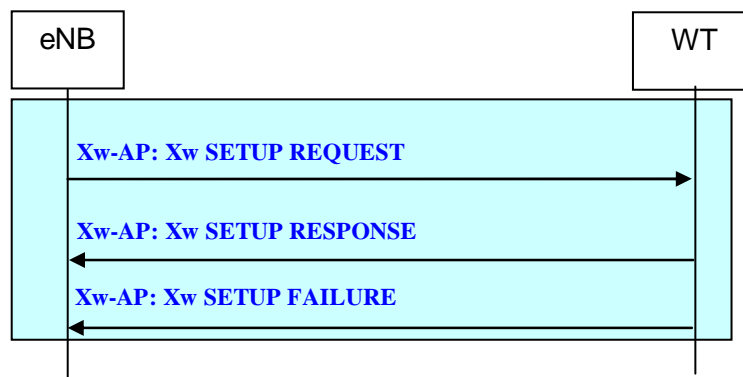 eNB
WT
Xw-AP: Xw SETUP REQUEST
Xw-AP: Xw SETUP RESPONSE
Xw-AP: Xw SETUP FAILURE